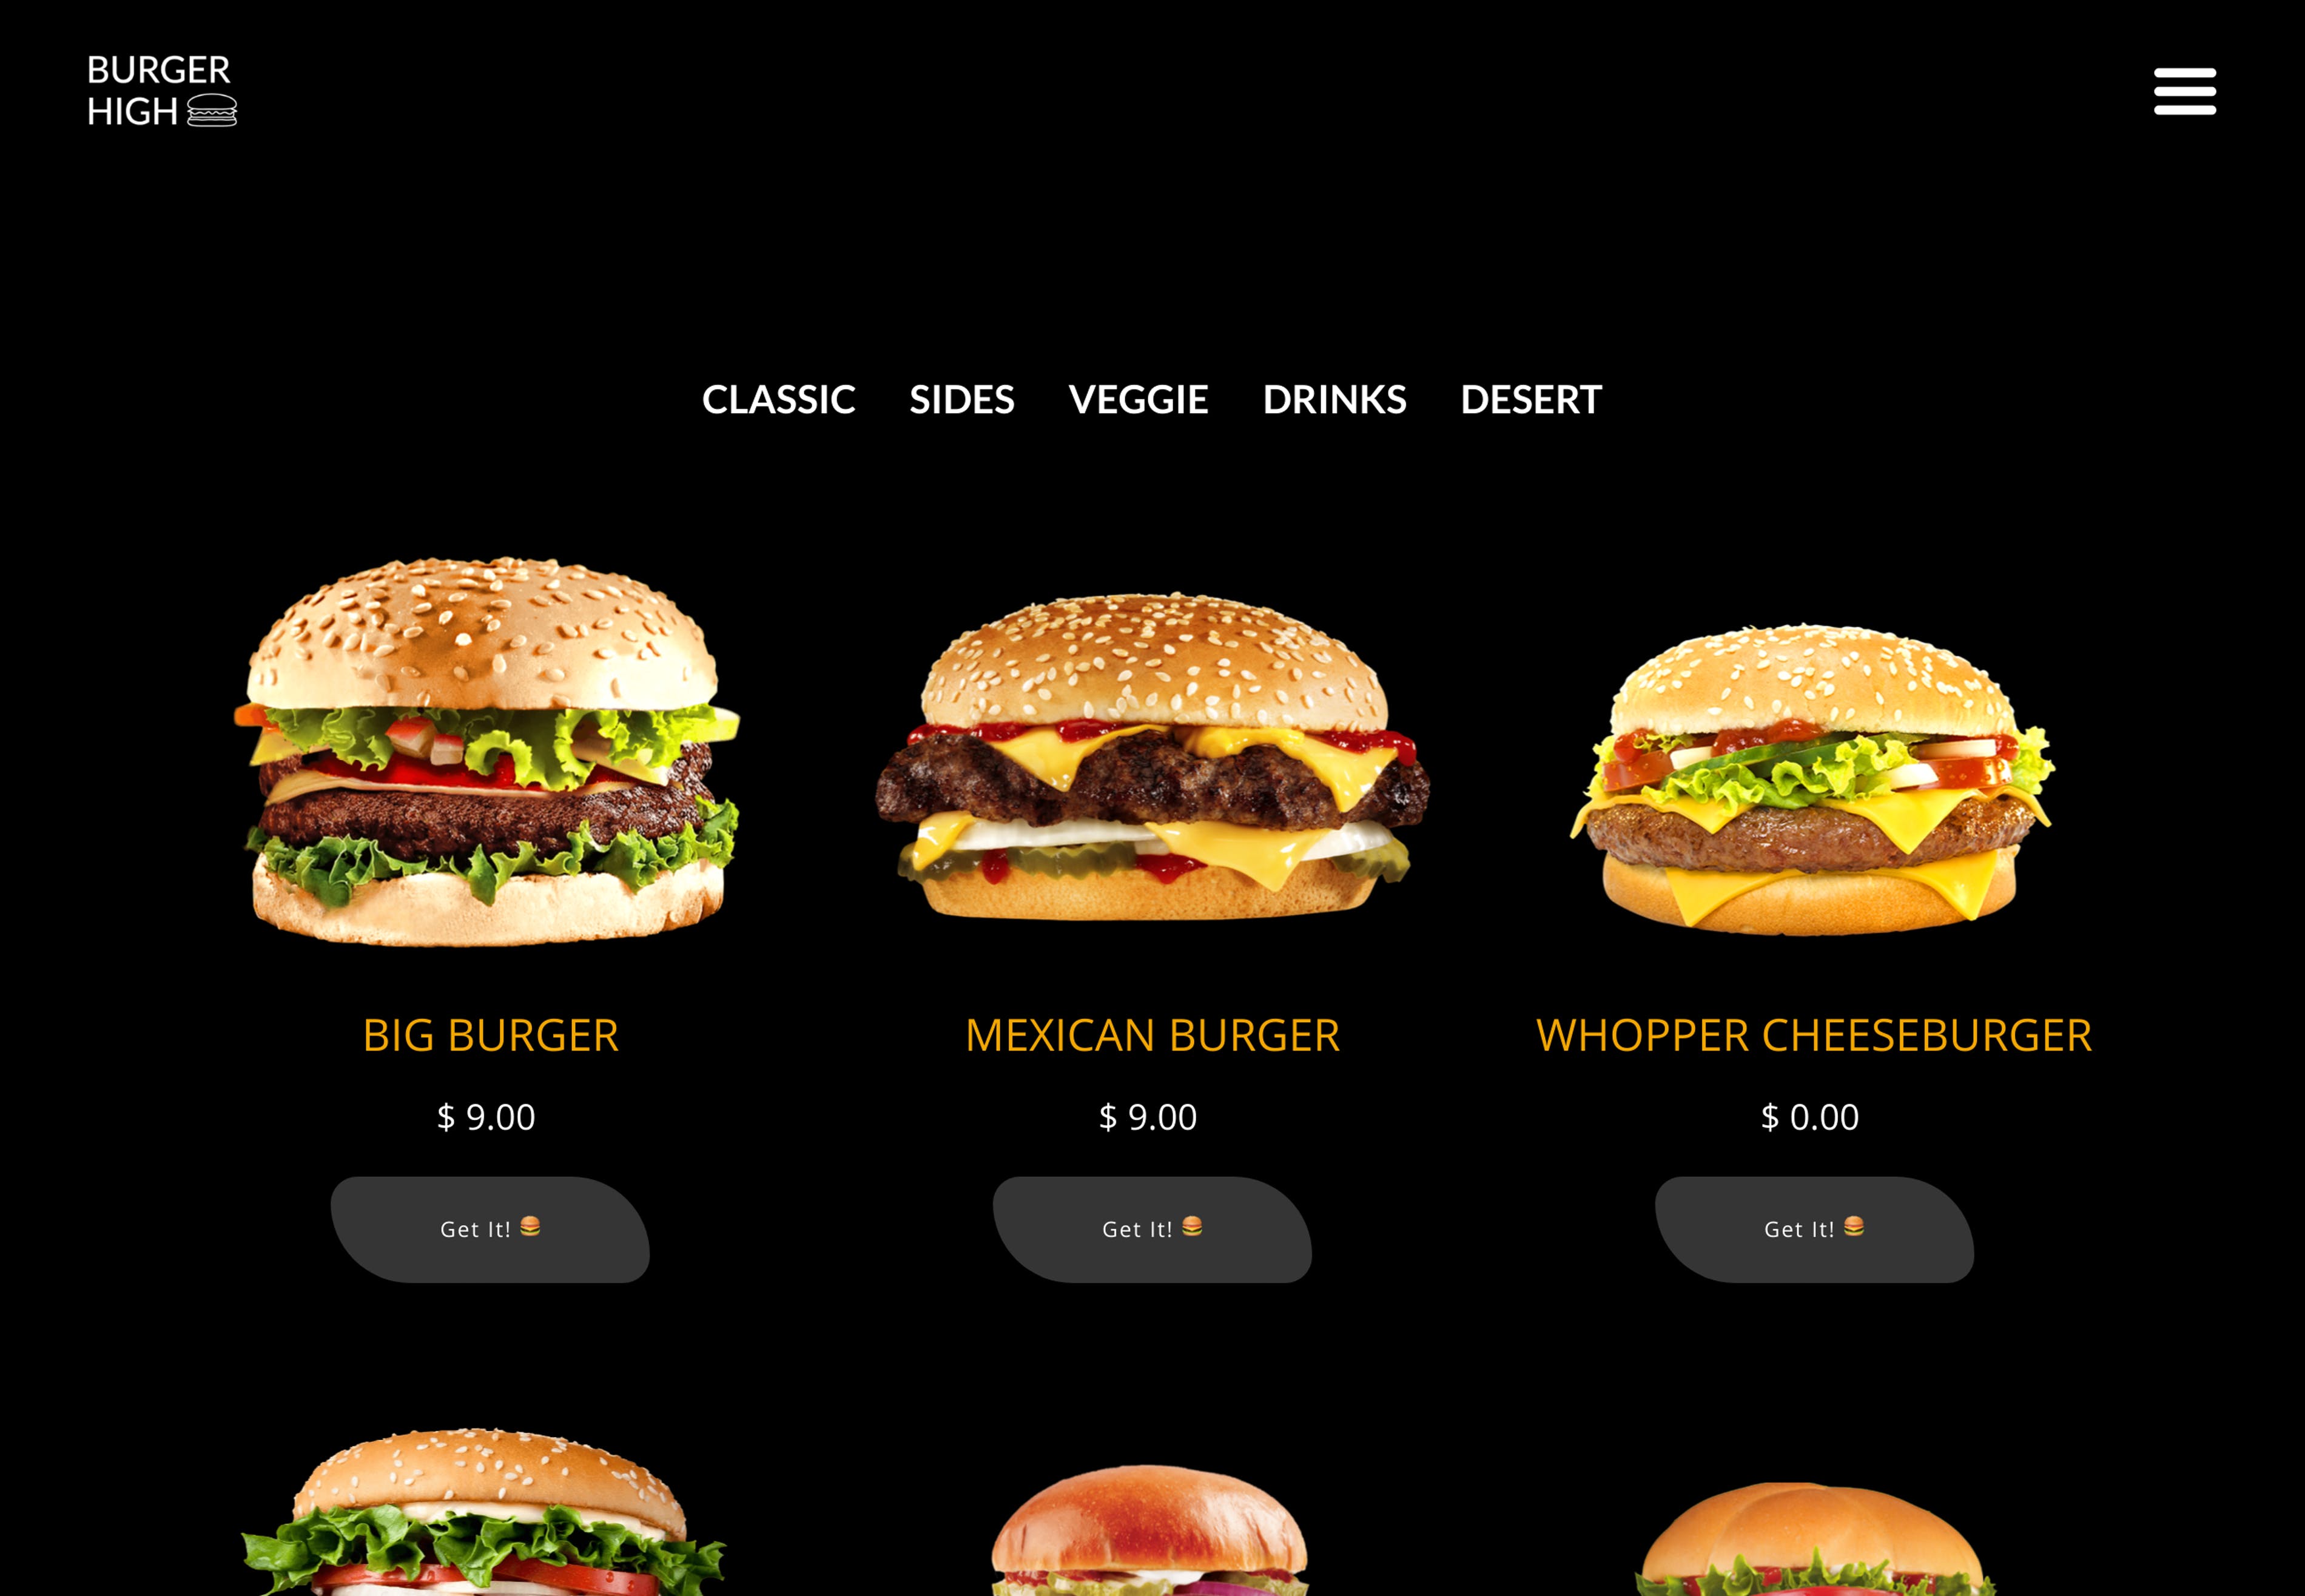 BURGER
HIGH
CLASSIC SIDES VEGGIE DRINKS DESERT
BIG BURGER MEXICAN BURGER WHOPPER CHEESEBURGER
$ 9.00 $ 9.00 $ 0.00
Get It! 🍔 Get It! 🍔 Get It! 🍔